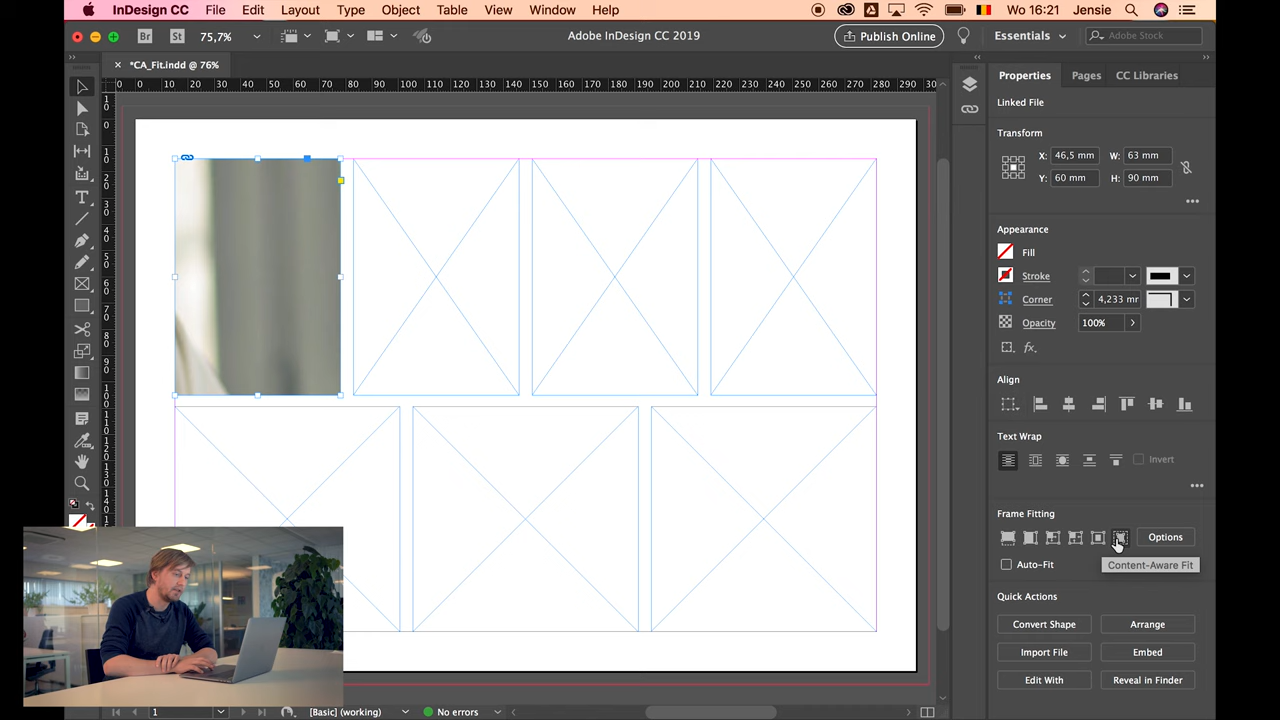 InDesign CC File Edit Layout Type Object Table View Window Help Wo 16:21 Jensie
Br St 75,7% Adobe InDesign CC 2019 Publish Online Essentials Adobe Stock
*CA_Fit.indd @ 76%
10 0 10 20 30 40 50 60 70 80 90 100 110 120 130 140 150 160 170 180 190 200 210 220 230 240 250 260 270 280 290 30
Properties Pages CC Libraries
Linked File
Transform
X: 46,5 mm W: 63 mm
Y: 60 mm H: 90 mm
Appearance
Fill
Stroke
Corner 4,233 mr
Opacity 100%
fx.
Align
Text Wrap
Invert
Frame Fitting
Options
Auto-Fit Content-Aware Fit
Quick Actions
Convert Shape Arrange
Import File Embed
Edit With Reveal in Finder
1 [Basic] (working) No errors